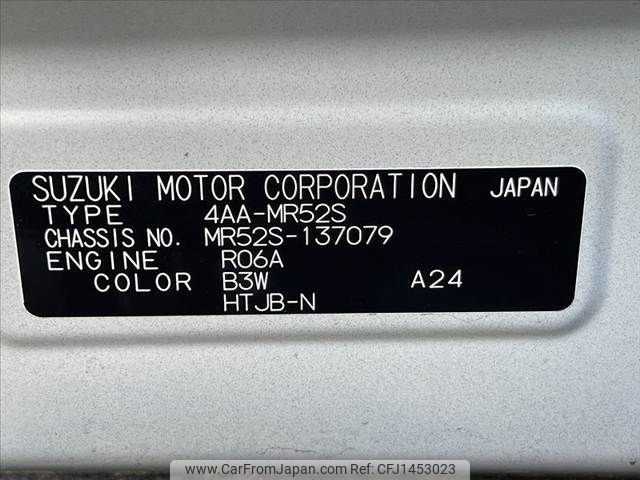 SUZUKI MOTOR CORPORATION JAPAN
TYPE 4AA-MR52S
CHASSIS NO. MR52S-137079
ENGINE R06A
COLOR B3W A24
HTJB-N
www.CarFromJapan.com CFJ1453023